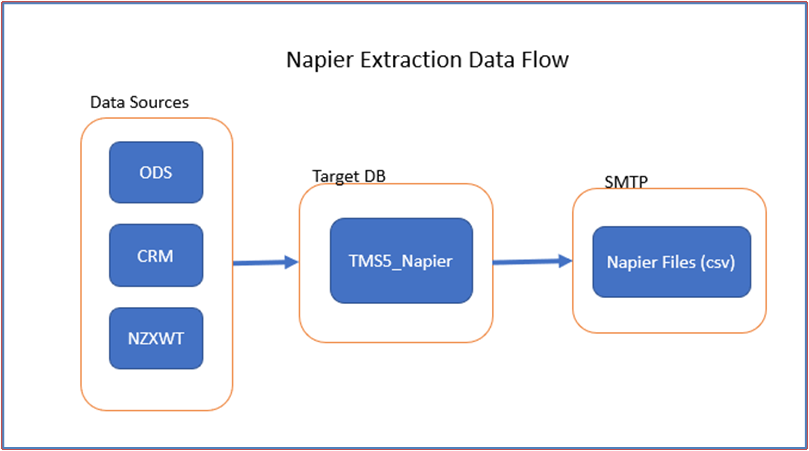 Napier Extraction Data Flow
Data Sources
ODS
CRM
NZXWT
Target DB
TMS5_Napier
SMTP
Napier Files (csv)